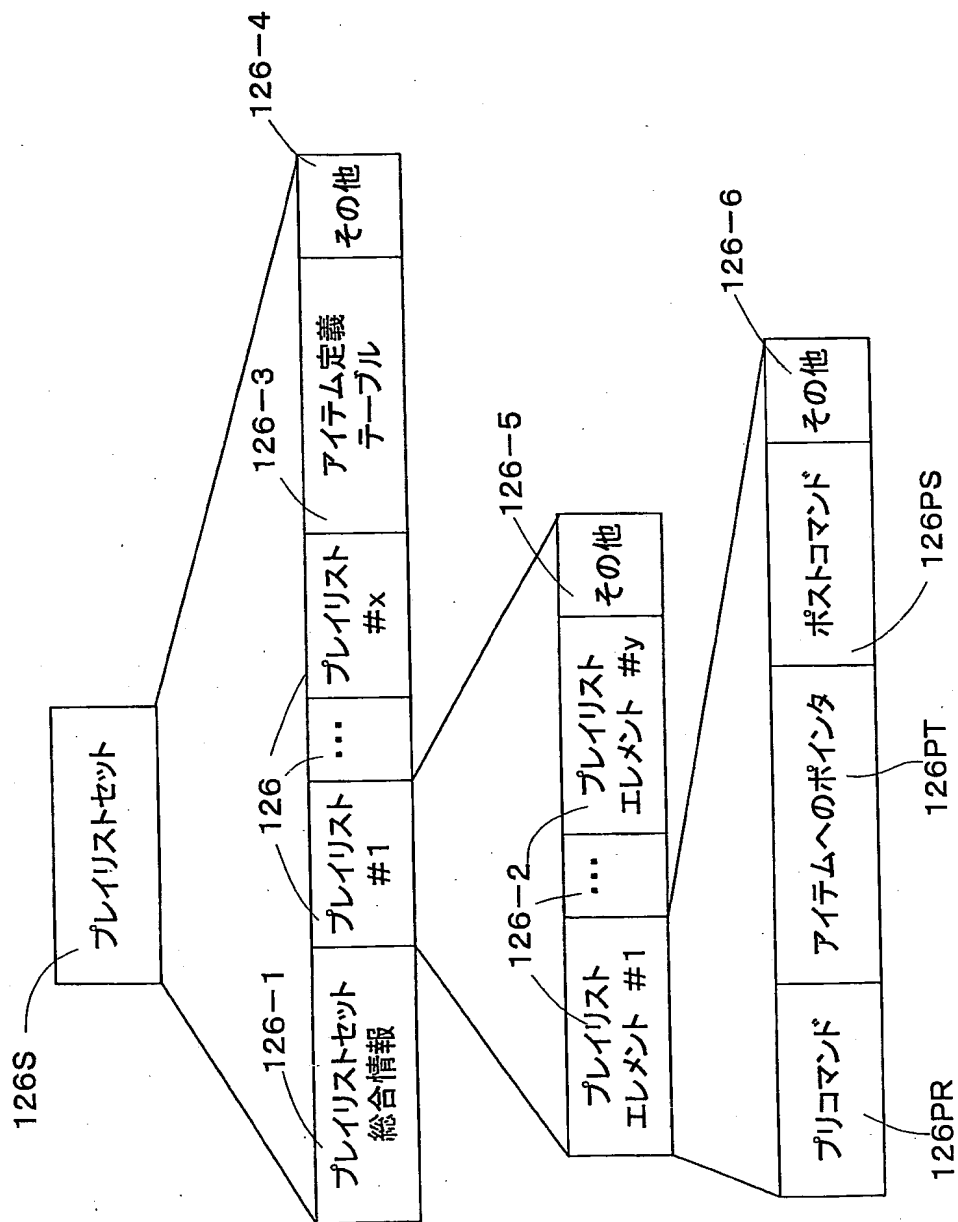 126S
プレイリストセット
126-1
126
126-3
126-4
プレイリストセット
総合情報
プレイリスト
#1
・・・
プレイリスト
#x
アイテム定義
テーブル
その他
126-2
126-5
プレイリスト
エレメント #1
・・・
プレイリスト
エレメント #y
その他
126-6
プリコマンド
アイテムへのポインタ
ポストコマンド
その他
126PR
126PT
126PS